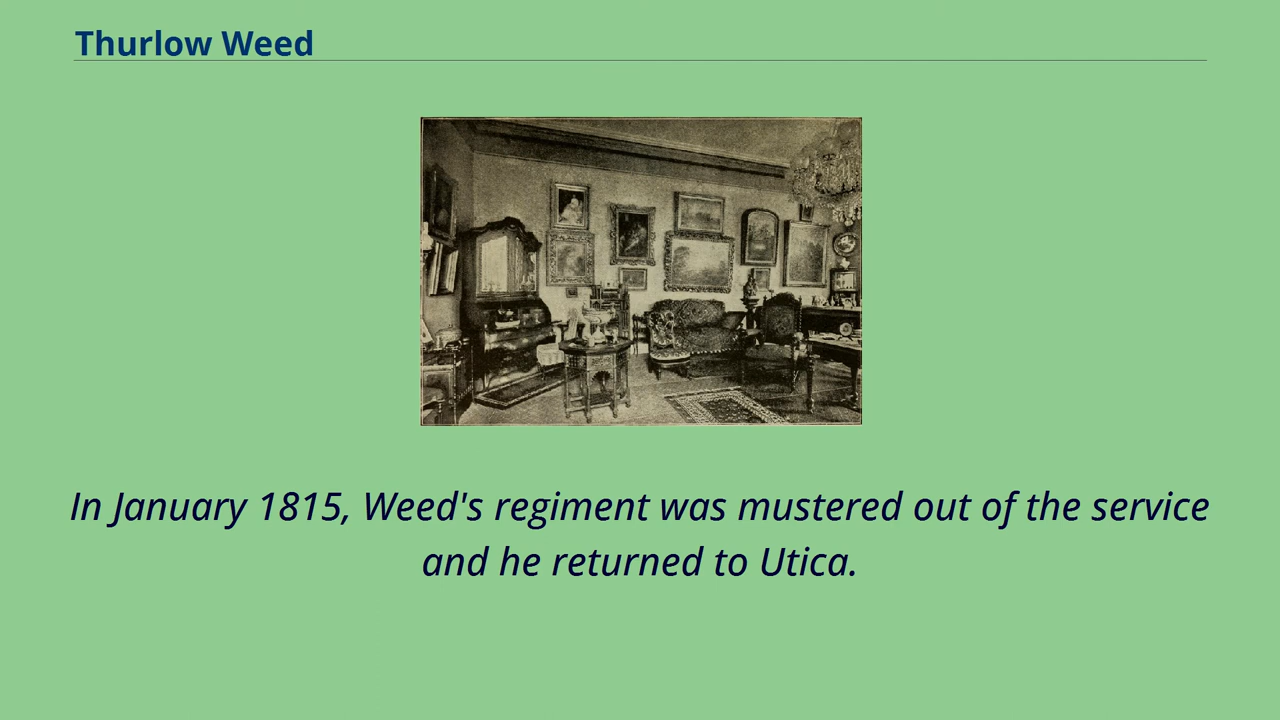 Thurlow Weed
In January 1815, Weed's regiment was mustered out of the service
and he returned to Utica.